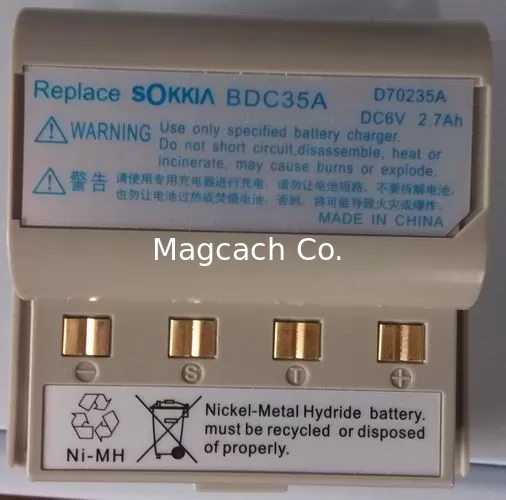 Replace SOKKIA BDC35A D70235A
DC6V 2.7Ah
WARNING Use only specified battery charger.
Do not short circuit,disassemble, heat or
incinerate, may cause burns or explode.
警告 请使用专用充电器进行充电, 请勿让电池短路, 不要拆解电池,
也勿让电池过热或焚烧电池, 否则, 将可能导致火灾或爆炸。
MADE IN CHINA
Magcach Co.
− S T +
Nickel-Metal Hydride battery.
must be recycled or disposed
of properly.
Ni-MH